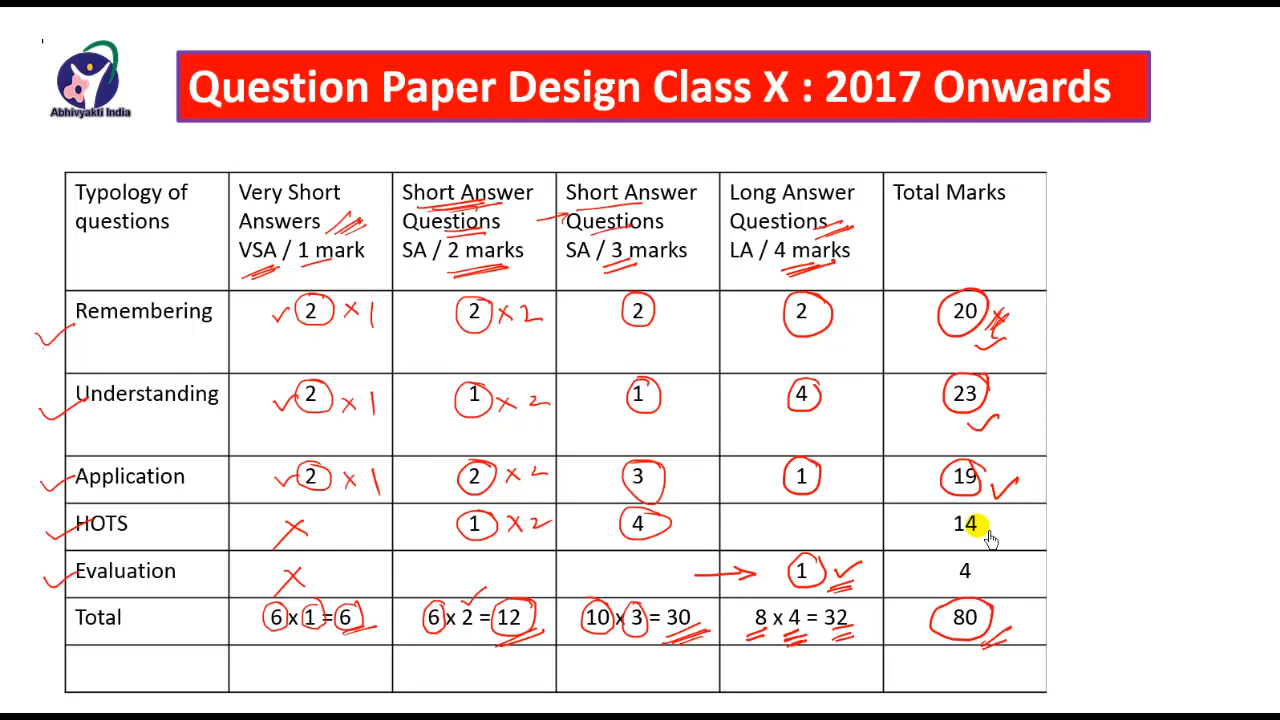 Abhivyakti India
Question Paper Design Class X : 2017 Onwards
Typology of questions
Very Short Answers VSA / 1 mark
Short Answer Questions SA / 2 marks
Short Answer Questions SA / 3 marks
Long Answer Questions LA / 4 marks
Total Marks
Remembering 2 x 1 2 x 2 2 2 20
Understanding 2 x 1 1 x 2 1 4 23
Application 2 x 1 2 x 2 3 1 19
HOTS 1 x 2 4 14
Evaluation 1 4
Total 6 x 1 = 6 6 x 2 = 12 10 x 3 = 30 8 x 4 = 32 80